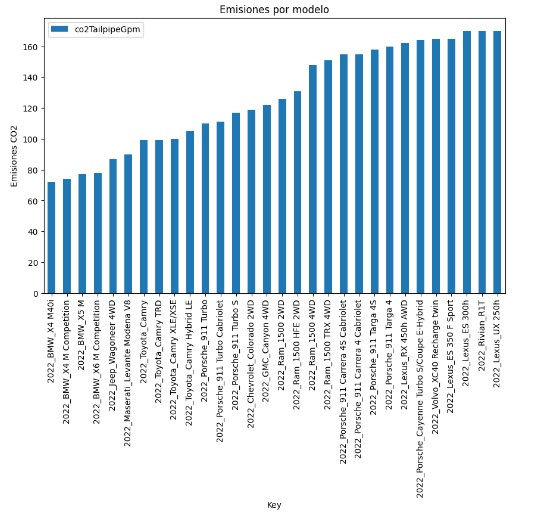 Emisiones por modelo
co2TailpipeGpm
Emisiones CO2
160
140
120
100
80
60
40
20
0
2022_BMW_X4 M40i
2022_BMW_X4 M Competition
2022_BMW_X5 M
2022_BMW_X6 M Competition
2022_Jeep_Wagoneer 4WD
2022_Maserati_Levante Modena V8
2022_Toyota_Camry
2022_Toyota_Camry TRD
2022_Toyota_Camry XLE/XSE
2022_Toyota_Camry Hybrid LE
2022_Porsche_911 Turbo
2022_Porsche_911 Turbo Cabriolet
2022_Porsche_911 Turbo S
2022_Chevrolet_Colorado 2WD
2022_GMC_Canyon 4WD
2022_Ram_1500 2WD
2022_Ram_1500 HFE 2WD
2022_Ram_1500 4WD
2022_Ram_1500 TRX 4WD
2022_Porsche_911 Carrera 4S Cabriolet
2022_Porsche_911 Carrera 4 Cabriolet
2022_Porsche_911 Targa 4S
2022_Porsche_911 Targa 4
2022_Lexus_RX 450h AWD
2022_Porsche_Cayenne Turbo S/Coupe E-Hybrid
2022_Volvo_XC40 Recharge twin
2022_Lexus_ES 350 F Sport
2022_Lexus_ES 300h
2022_Rivian_R1T
2022_Lexus_UX 250h
Key